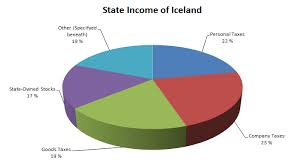 State Income of Iceland
Other (Specifyed
beneath)
19 %
Personal Taxes
22 %
State-Owned Stocks
17 %
Goods Taxes
19 %
Company Taxes
23 %